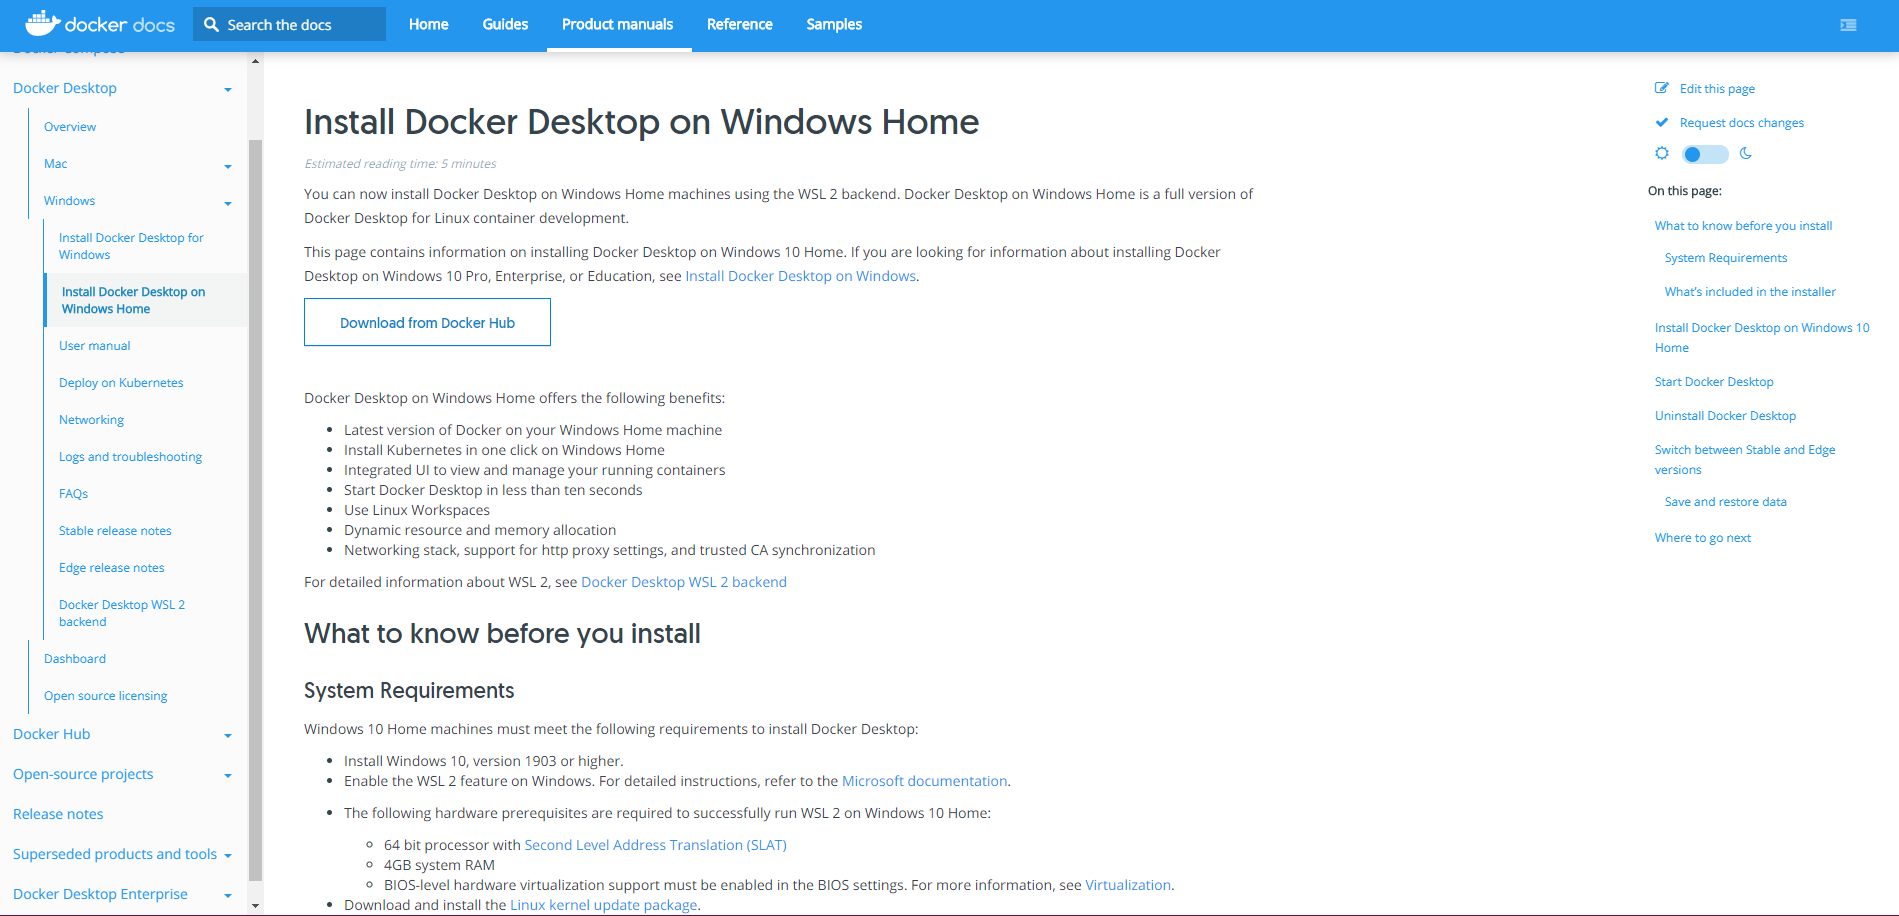 docker docs
Search the docs
Home
Guides
Product manuals
Reference
Samples
Docker Compose
Docker Desktop
Overview
Mac
Windows
Install Docker Desktop for
Windows
Install Docker Desktop on
Windows Home
User manual
Deploy on Kubernetes
Networking
Logs and troubleshooting
FAQs
Stable release notes
Edge release notes
Docker Desktop WSL 2
backend
Dashboard
Open source licensing
Docker Hub
Open-source projects
Release notes
Superseded products and tools
Docker Desktop Enterprise
Install Docker Desktop on Windows Home
Estimated reading time: 5 minutes
You can now install Docker Desktop on Windows Home machines using the WSL 2 backend. Docker Desktop on Windows Home is a full version of
Docker Desktop for Linux container development.
This page contains information on installing Docker Desktop on Windows 10 Home. If you are looking for information about installing Docker
Desktop on Windows 10 Pro, Enterprise, or Education, see Install Docker Desktop on Windows.
Download from Docker Hub
Docker Desktop on Windows Home offers the following benefits:
• Latest version of Docker on your Windows Home machine
• Install Kubernetes in one click on Windows Home
• Integrated UI to view and manage your running containers
• Start Docker Desktop in less than ten seconds
• Use Linux Workspaces
• Dynamic resource and memory allocation
• Networking stack, support for http proxy settings, and trusted CA synchronization
For detailed information about WSL 2, see Docker Desktop WSL 2 backend
What to know before you install
System Requirements
Windows 10 Home machines must meet the following requirements to install Docker Desktop:
• Install Windows 10, version 1903 or higher.
• Enable the WSL 2 feature on Windows. For detailed instructions, refer to the Microsoft documentation.
• The following hardware prerequisites are required to successfully run WSL 2 on Windows 10 Home:
◦ 64 bit processor with Second Level Address Translation (SLAT)
◦ 4GB system RAM
◦ BIOS-level hardware virtualization support must be enabled in the BIOS settings. For more information, see Virtualization.
• Download and install the Linux kernel update package.
Edit this page
Request docs changes
On this page:
What to know before you install
System Requirements
What's included in the installer
Install Docker Desktop on Windows 10
Home
Start Docker Desktop
Uninstall Docker Desktop
Switch between Stable and Edge
versions
Save and restore data
Where to go next